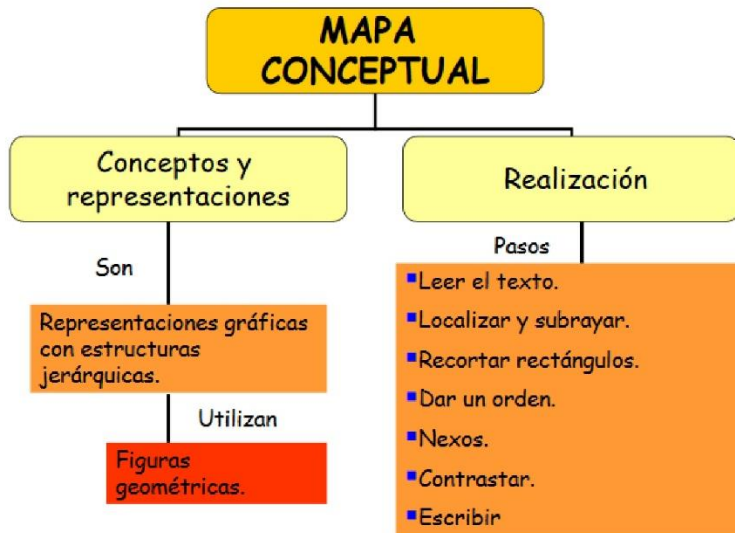 MAPA
CONCEPTUAL
Conceptos y
representaciones
Son
Representaciones gráficas
con estructuras
jerárquicas.
Utilizan
Figuras
geométricas.
Realización
Pasos
Leer el texto.
Localizar y subrayar.
Recortar rectángulos.
Dar un orden.
Nexos.
Contrastar.
Escribir